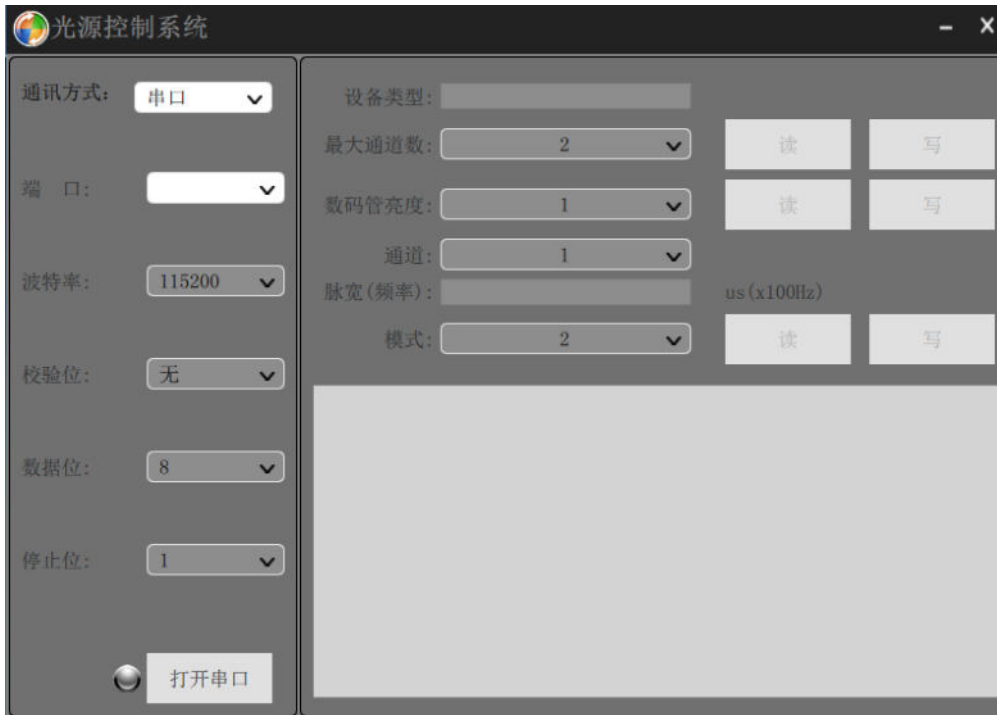 光源控制系统
通讯方式: 串口
端 口:
波特率: 115200
校验位: 无
数据位: 8
停止位: 1
打开串口
设备类型:
最大通道数: 2 读 写
数码管亮度: 1 读 写
通道: 1
脉宽(频率): us(x100Hz)
模式: 2 读 写